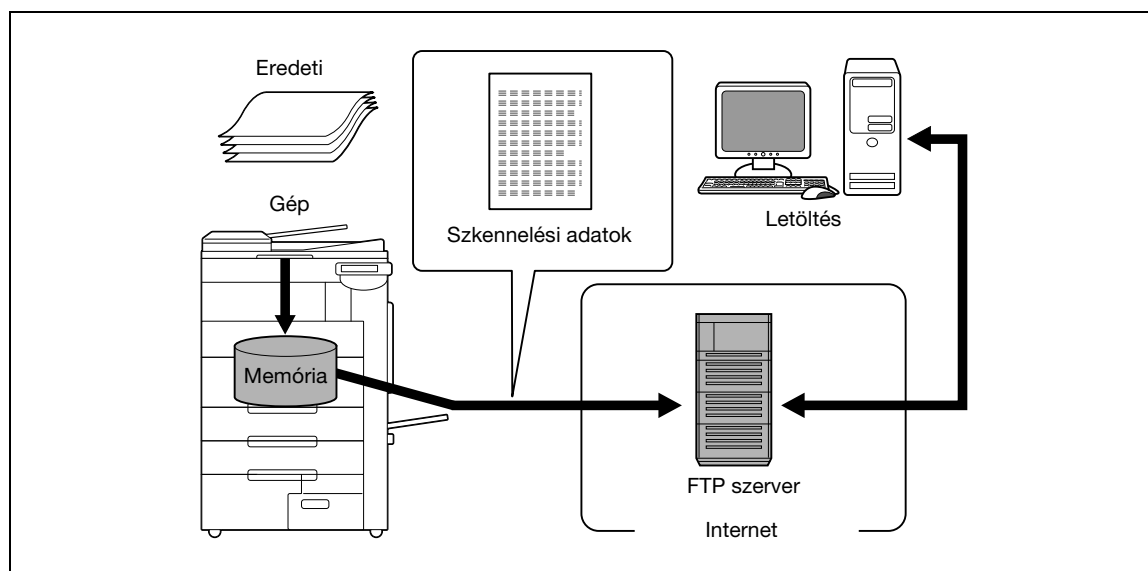 Eredeti
Gép
Memória
Szkennelési adatok
Letöltés
FTP szerver
Internet